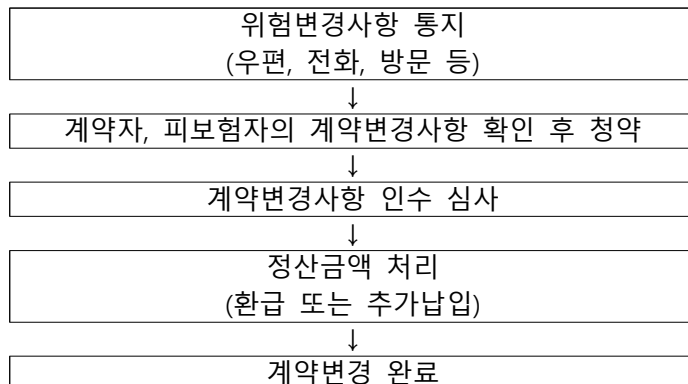 위험변경사항 통지
(우편, 전화, 방문 등)
↓
계약자, 피보험자의 계약변경사항 확인 후 청약
↓
계약변경사항 인수 심사
↓
정산금액 처리
(환급 또는 추가납입)
↓
계약변경 완료